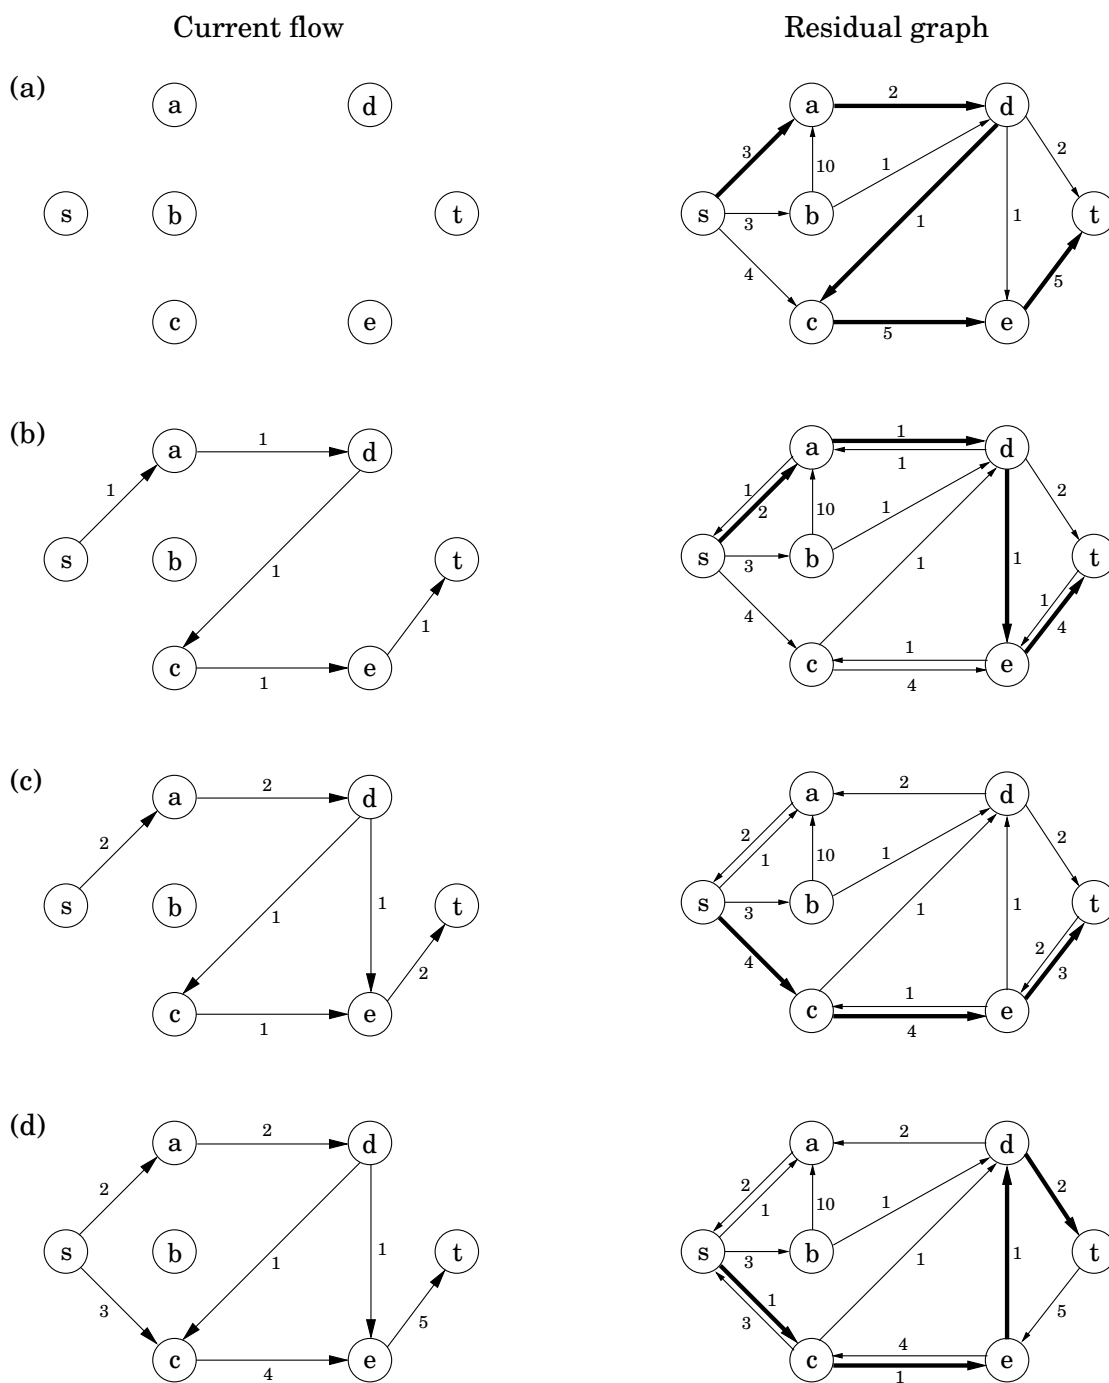 Current flow Residual graph
(a)
a d a 2 d
3 10 1 2
s b t s 3 b 1 1 t
4 5
c e c 5 e
(b)
a 1 d a 1 d
1
1 1 2 10 1 2
s b 1 t s 3 b 1 1 t
1 4 1 4
c 1 e c 1 e
4
(c)
a 2 d a 2 d
2 2 1 10 1 2
s b 1 1 t s 3 b 1 1 t
2 4 2 3
c 1 e c 1 e
4
(d)
a 2 d a 2 d
2 2 1 10 1 2
s b 1 1 t s 3 b 1 1 t
3 5 1 3 5
c 4 e c 4 e
1